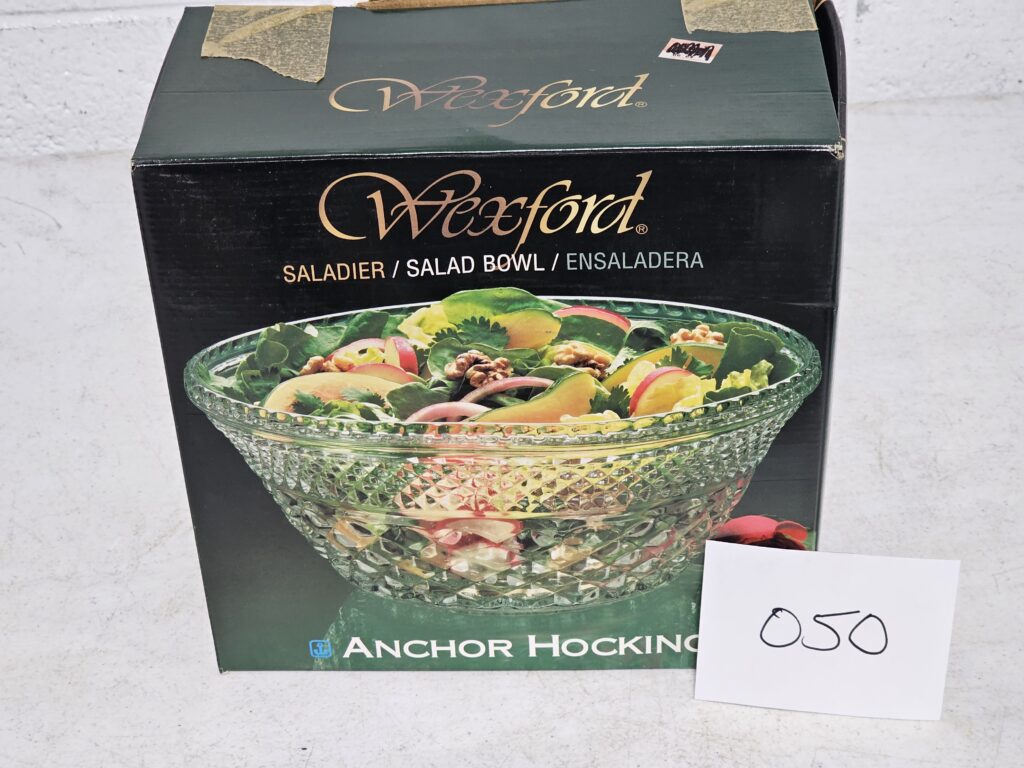 Wexford®
Wexford®
SALADIER / SALAD BOWL / ENSALADERA
ANCHOR HOCKING
050